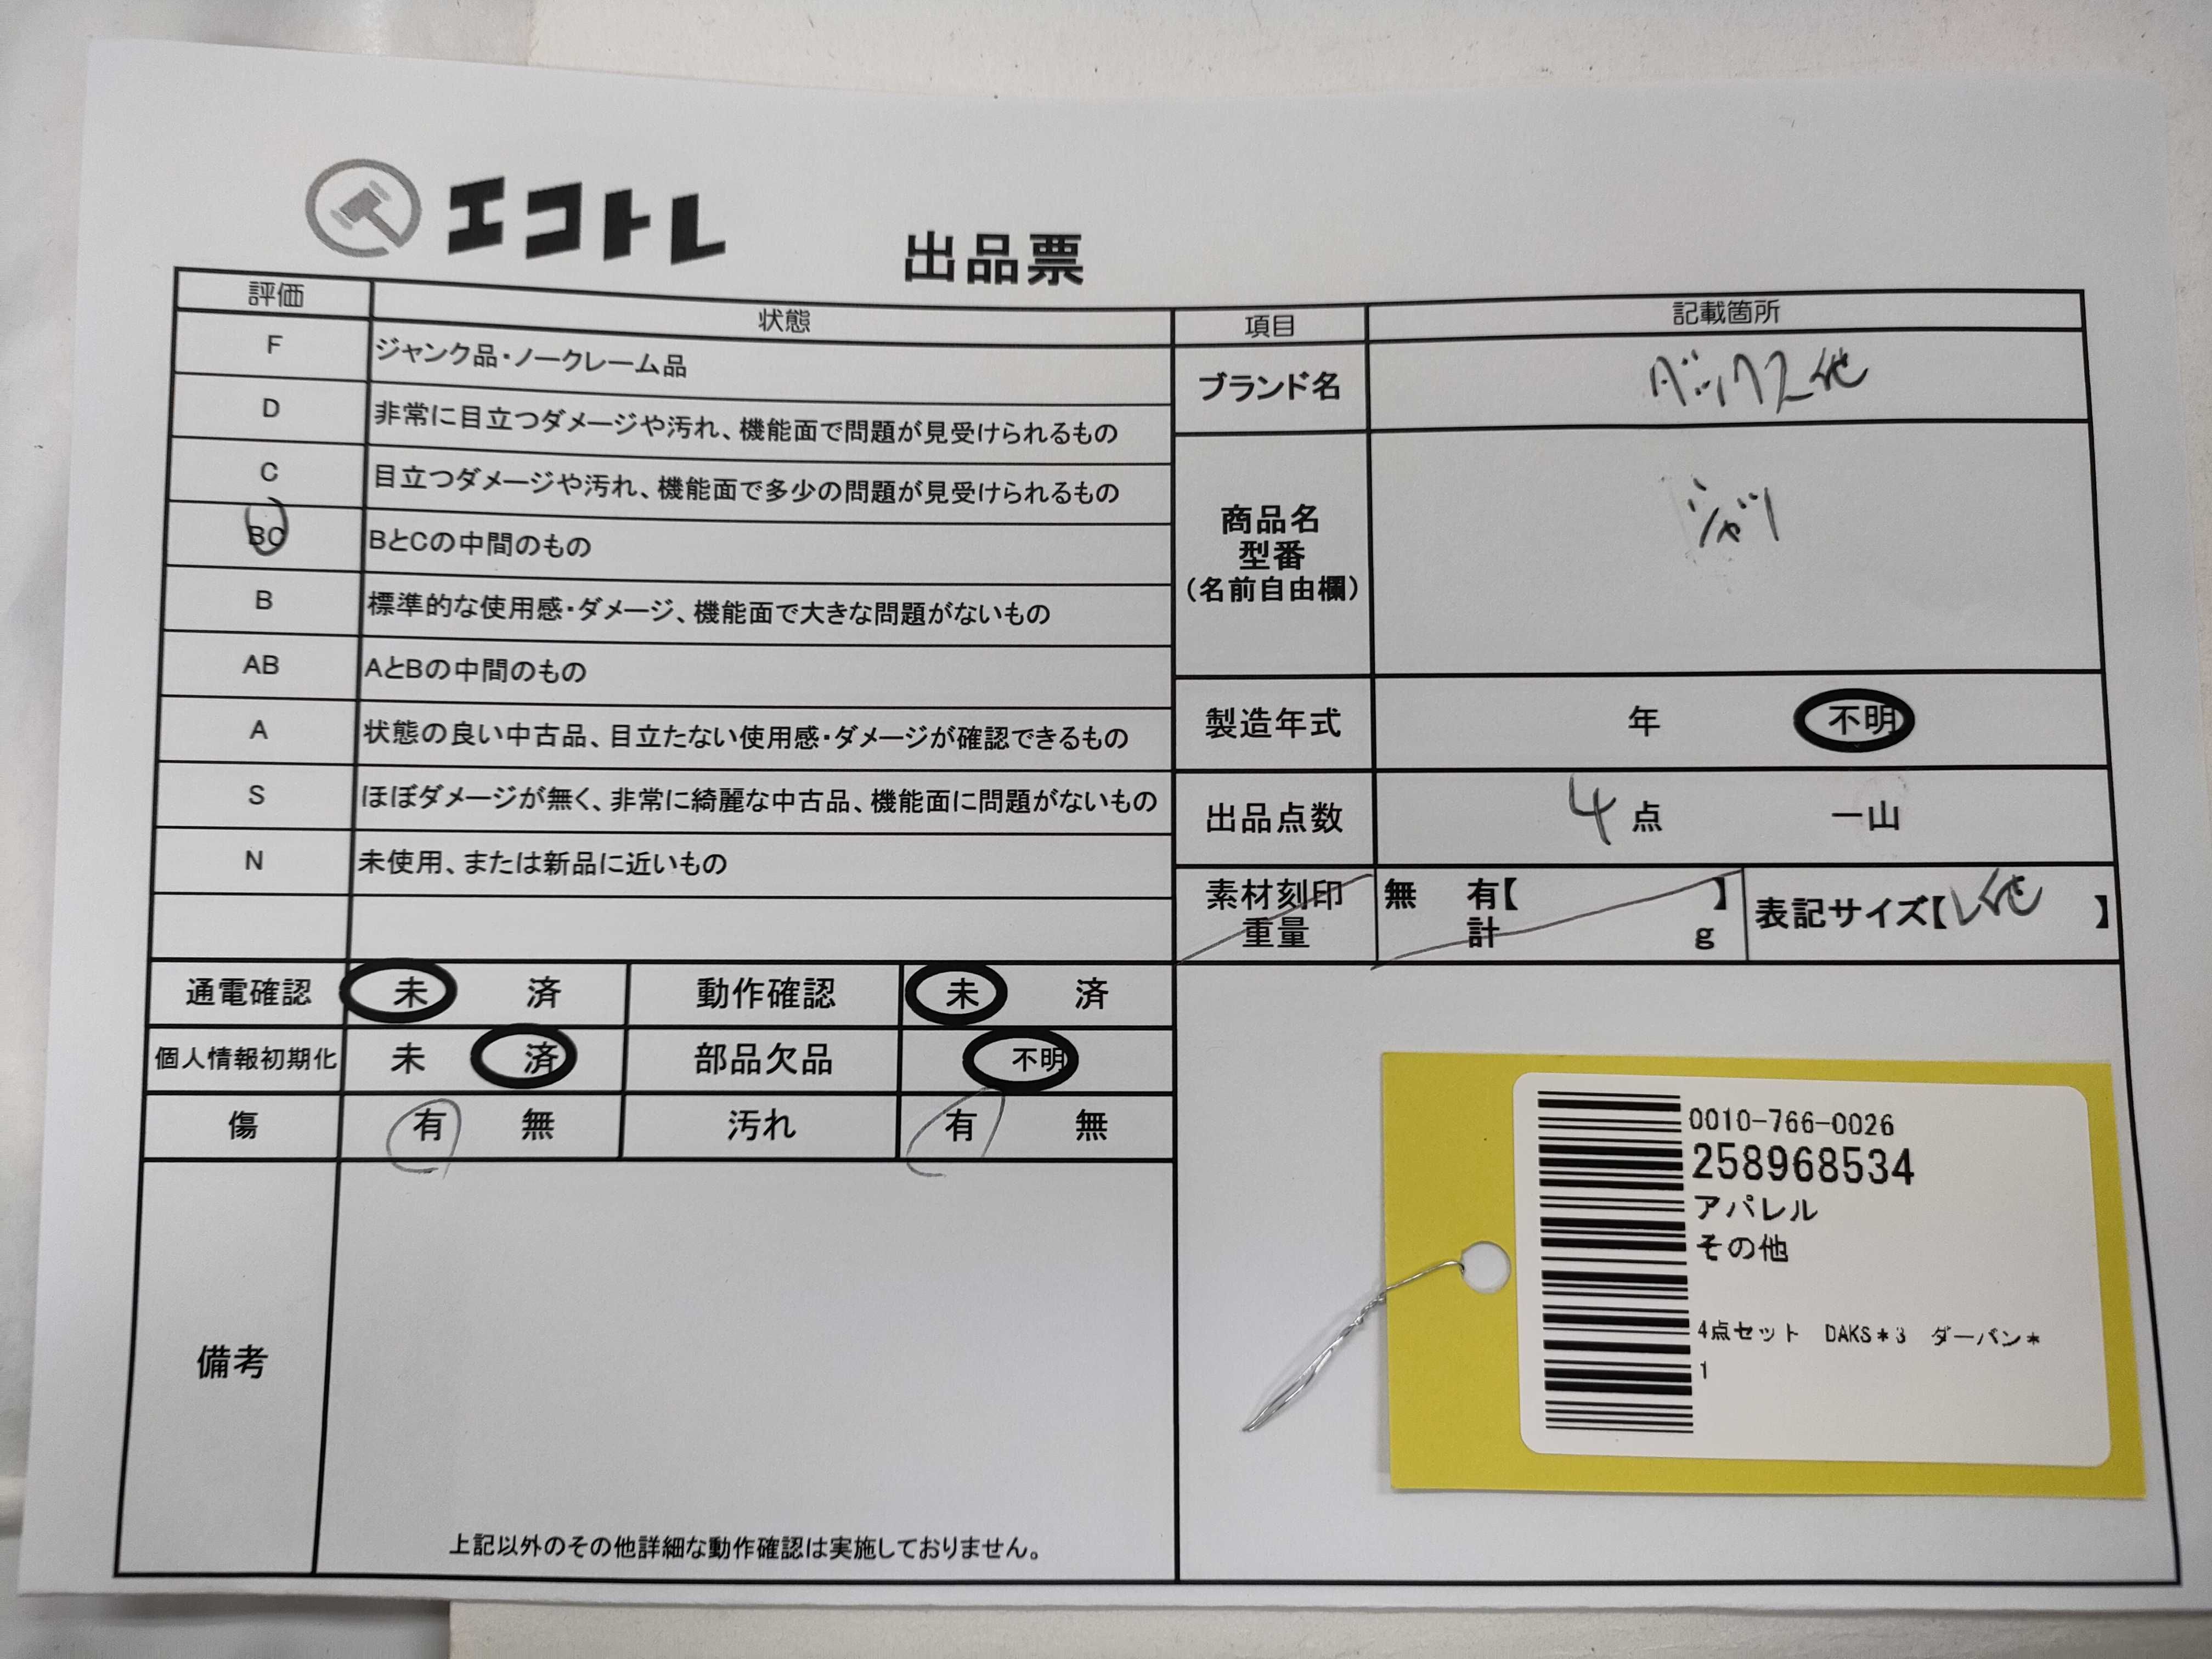 エコトレ
出品票
評価 状態
F ジャンク品・ノークレーム品
D 非常に目立つダメージや汚れ、機能面で問題が見受けられるもの
C 目立つダメージや汚れ、機能面で多少の問題が見受けられるもの
BC BとCの中間のもの
B 標準的な使用感・ダメージ、機能面で大きな問題がないもの
AB AとBの中間のもの
A 状態の良い中古品、目立たない使用感・ダメージが確認できるもの
S ほぼダメージが無く、非常に綺麗な中古品、機能面に問題がないもの
N 未使用、または新品に近いもの
通電確認 未 済 動作確認 未 済
個人情報初期化 未 済 部品欠品 不明
傷 有 無 汚れ 有 無
備考
上記以外のその他詳細な動作確認は実施しておりません。
項目 記載箇所
ブランド名 ダックス他
商品名
型番
(名前自由欄)
シャツ
製造年式 年 不明
出品点数 4点 一山
素材刻印 無 有【 】
重量 計 g
表記サイズ【L他 】
0010-766-0026
258968534
アパレル
その他
4点セット DAKS*3 ダーバン*
1